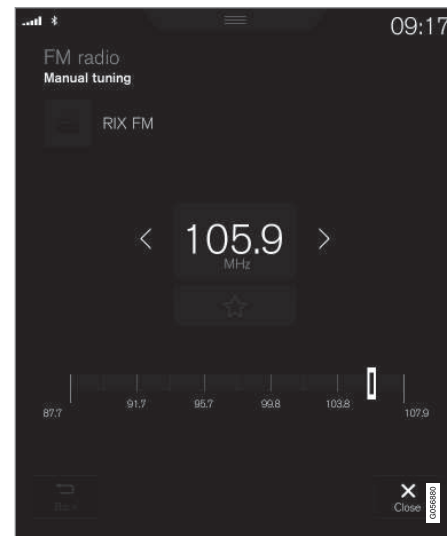 09:17
FM radio
Manual tuning
RIX FM
105.9
MHz
87.7 91.7 95.7 99.8 103.8 107.9
Close
G056880